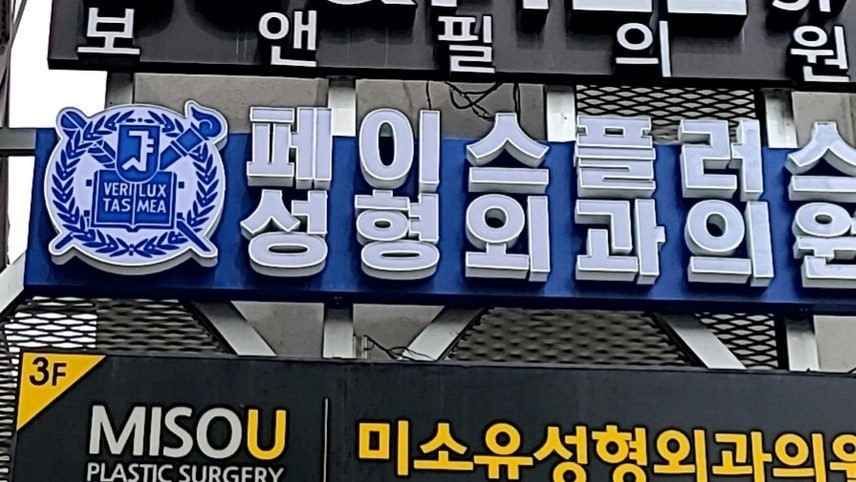 보앤필의원
VERI LUX
TAS MEA
페이스플러스
성형외과의원
3F
MISOU
PLASTIC SURGERY
미소유성형외과의원